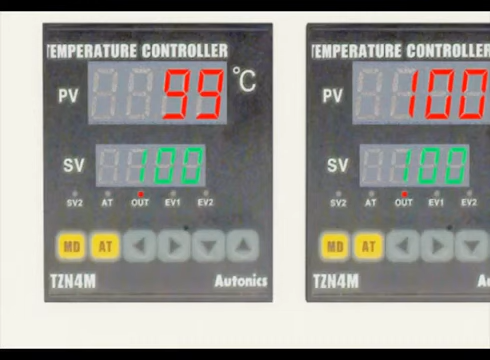 TEMPERATURE CONTROLLER
PV 99 °C
SV 100
SV2 AT OUT EV1 EV2
MD AT
TZN4M Autonics
TEMPERATURE CONTROLLER
PV 100
SV 100
SV2 AT OUT EV1 EV2
MD AT
TZN4M